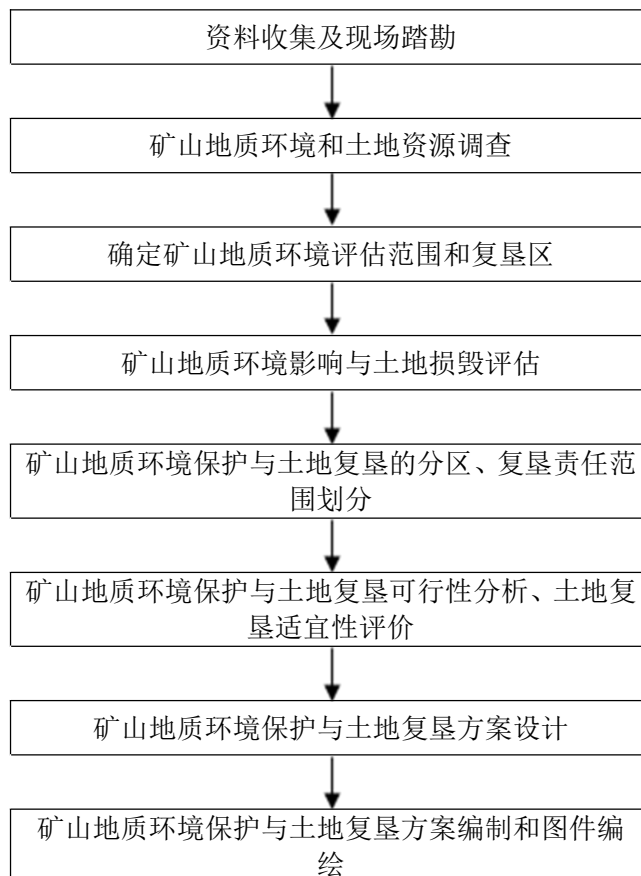 资料收集及现场踏勘
矿山地质环境和土地资源调查
确定矿山地质环境评估范围和复垦区
矿山地质环境影响与土地损毁评估
矿山地质环境保护与土地复垦的分区、复垦责任范
围划分
矿山地质环境保护与土地复垦可行性分析、土地复
垦适宜性评价
矿山地质环境保护与土地复垦方案设计
矿山地质环境保护与土地复垦方案编制和图件编
绘